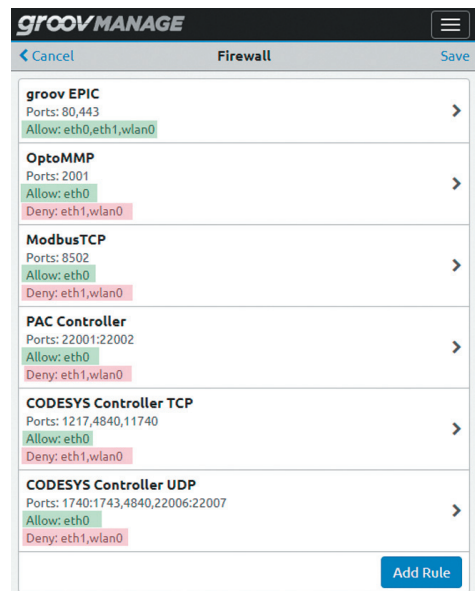 groov MANAGE
Cancel Firewall Save
groov EPIC
Ports: 80,443
Allow: eth0,eth1,wlan0
OptoMMP
Ports: 2001
Allow: eth0
Deny: eth1,wlan0
ModbusTCP
Ports: 8502
Allow: eth0
Deny: eth1,wlan0
PAC Controller
Ports: 22001:22002
Allow: eth0
Deny: eth1,wlan0
CODESYS Controller TCP
Ports: 1217,4840,11740
Allow: eth0
Deny: eth1,wlan0
CODESYS Controller UDP
Ports: 1740:1743,4840,22006:22007
Allow: eth0
Deny: eth1,wlan0
Add Rule